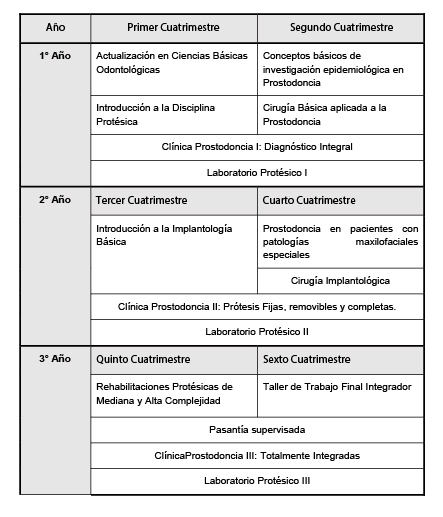 Año Primer Cuatrimestre Segundo Cuatrimestre
1° Año Actualización en Ciencias Básicas Conceptos básicos de
Odontológicas investigación epidemiológica en
Prostodoncia
Introducción a la Disciplina Cirugía Básica aplicada a la
Protésica Prostodoncia
Clínica Prostodoncia I: Diagnóstico Integral
Laboratorio Protésico I
2° Año Tercer Cuatrimestre Cuarto Cuatrimestre
Introducción a la Implantología Prostodoncia en pacientes con
Básica patologías maxilofaciales
especiales
Cirugía Implantológica
Clínica Prostodoncia II: Prótesis Fijas, removibles y completas.
Laboratorio Protésico II
3° Año Quinto Cuatrimestre Sexto Cuatrimestre
Rehabilitaciones Protésicas de Taller de Trabajo Final Integrador
Mediana y Alta Complejidad
Pasantía supervisada
ClínicaProstodoncia III: Totalmente Integradas
Laboratorio Protésico III